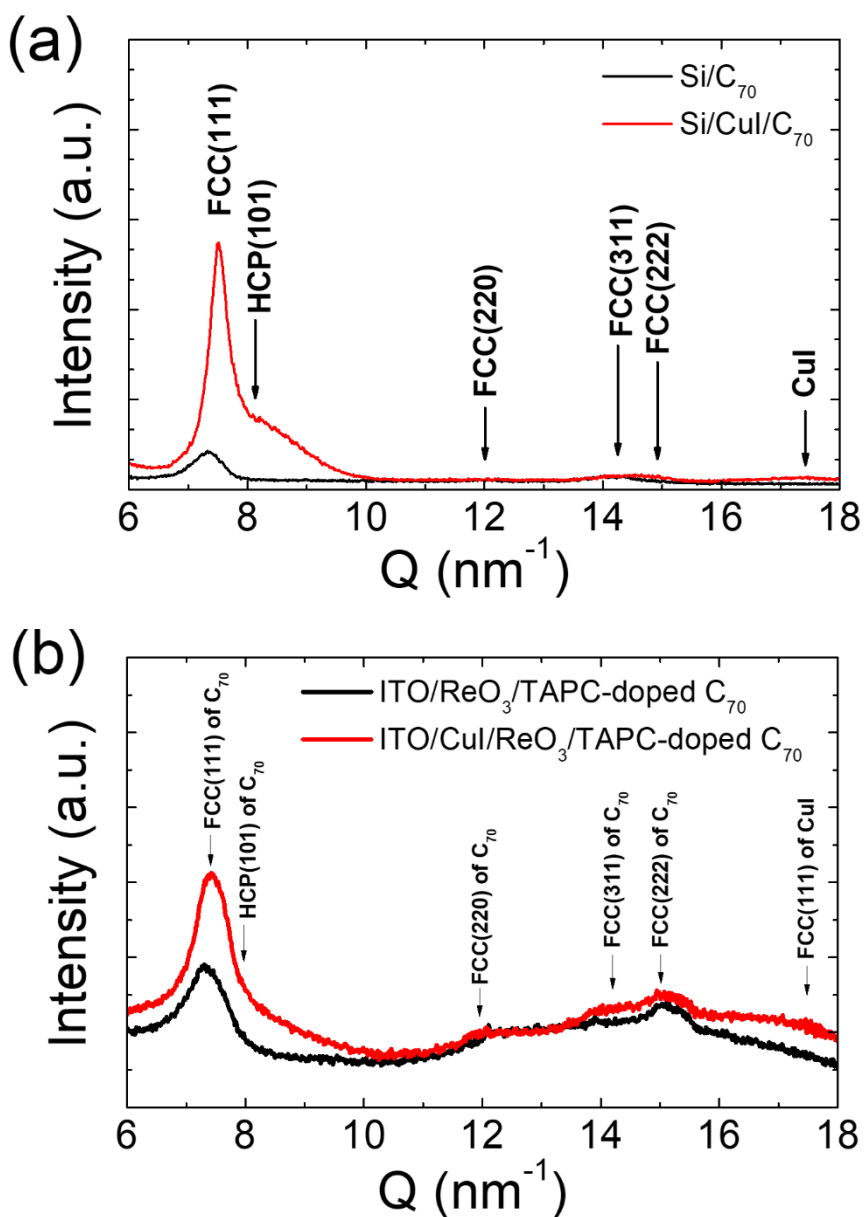 (a)
Si/C₇₀
Si/CuI/C₇₀
FCC(111)
HCP(101)
FCC(220)
FCC(311)
FCC(222)
CuI
Intensity (a.u.)
6 8 10 12 14 16 18
Q (nm⁻¹)
(b)
ITO/ReO₃/TAPC-doped C₇₀
ITO/CuI/ReO₃/TAPC-doped C₇₀
FCC(111) of C₇₀
HCP(101) of C₇₀
FCC(220) of C₇₀
FCC(311) of C₇₀
FCC(222) of C₇₀
FCC(111) of CuI
Intensity (a.u.)
6 8 10 12 14 16 18
Q (nm⁻¹)